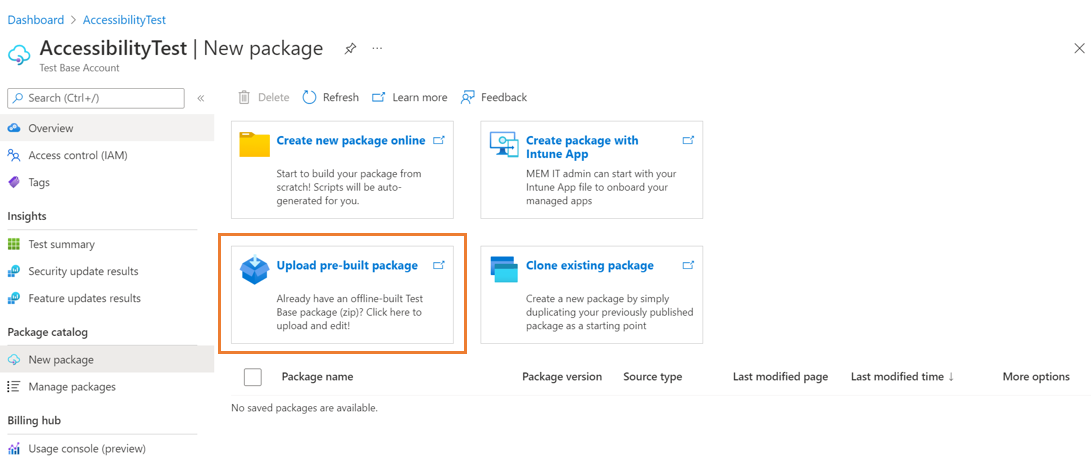 Dashboard > AccessibilityTest
AccessibilityTest | New package ...
Test Base Account
Search (Ctrl+/) «
Overview
Access control (IAM)
Tags
Insights
Test summary
Security update results
Feature updates results
Package catalog
New package
Manage packages
Billing hub
Usage console (preview)
Delete Refresh Learn more Feedback
Create new package online
Start to build your package from
scratch! Scripts will be auto-
generated for you.
Create package with
Intune App
MEM IT admin can start with your
Intune App file to onboard your
managed apps
Upload pre-built package
Already have an offline-built Test
Base package (zip)? Click here to
upload and edit!
Clone existing package
Create a new package by simply
duplicating your previously published
package as a starting point
Package name Package version Source type Last modified page Last modified time ↓ More options
No saved packages are available.